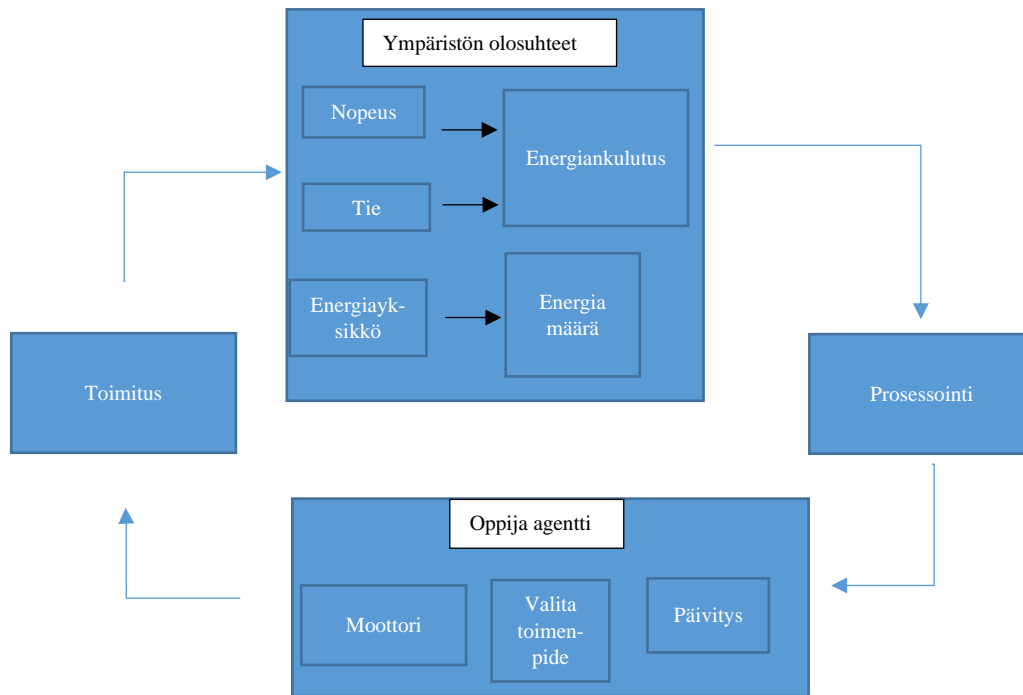 Ympäristön olosuhteet
Nopeus
Energiankulutus
Tie
Energiayk-
sikkö
Energia
määrä
Toimitus
Prosessointi
Oppija agentti
Moottori
Valita
toimen-
pide
Päivitys